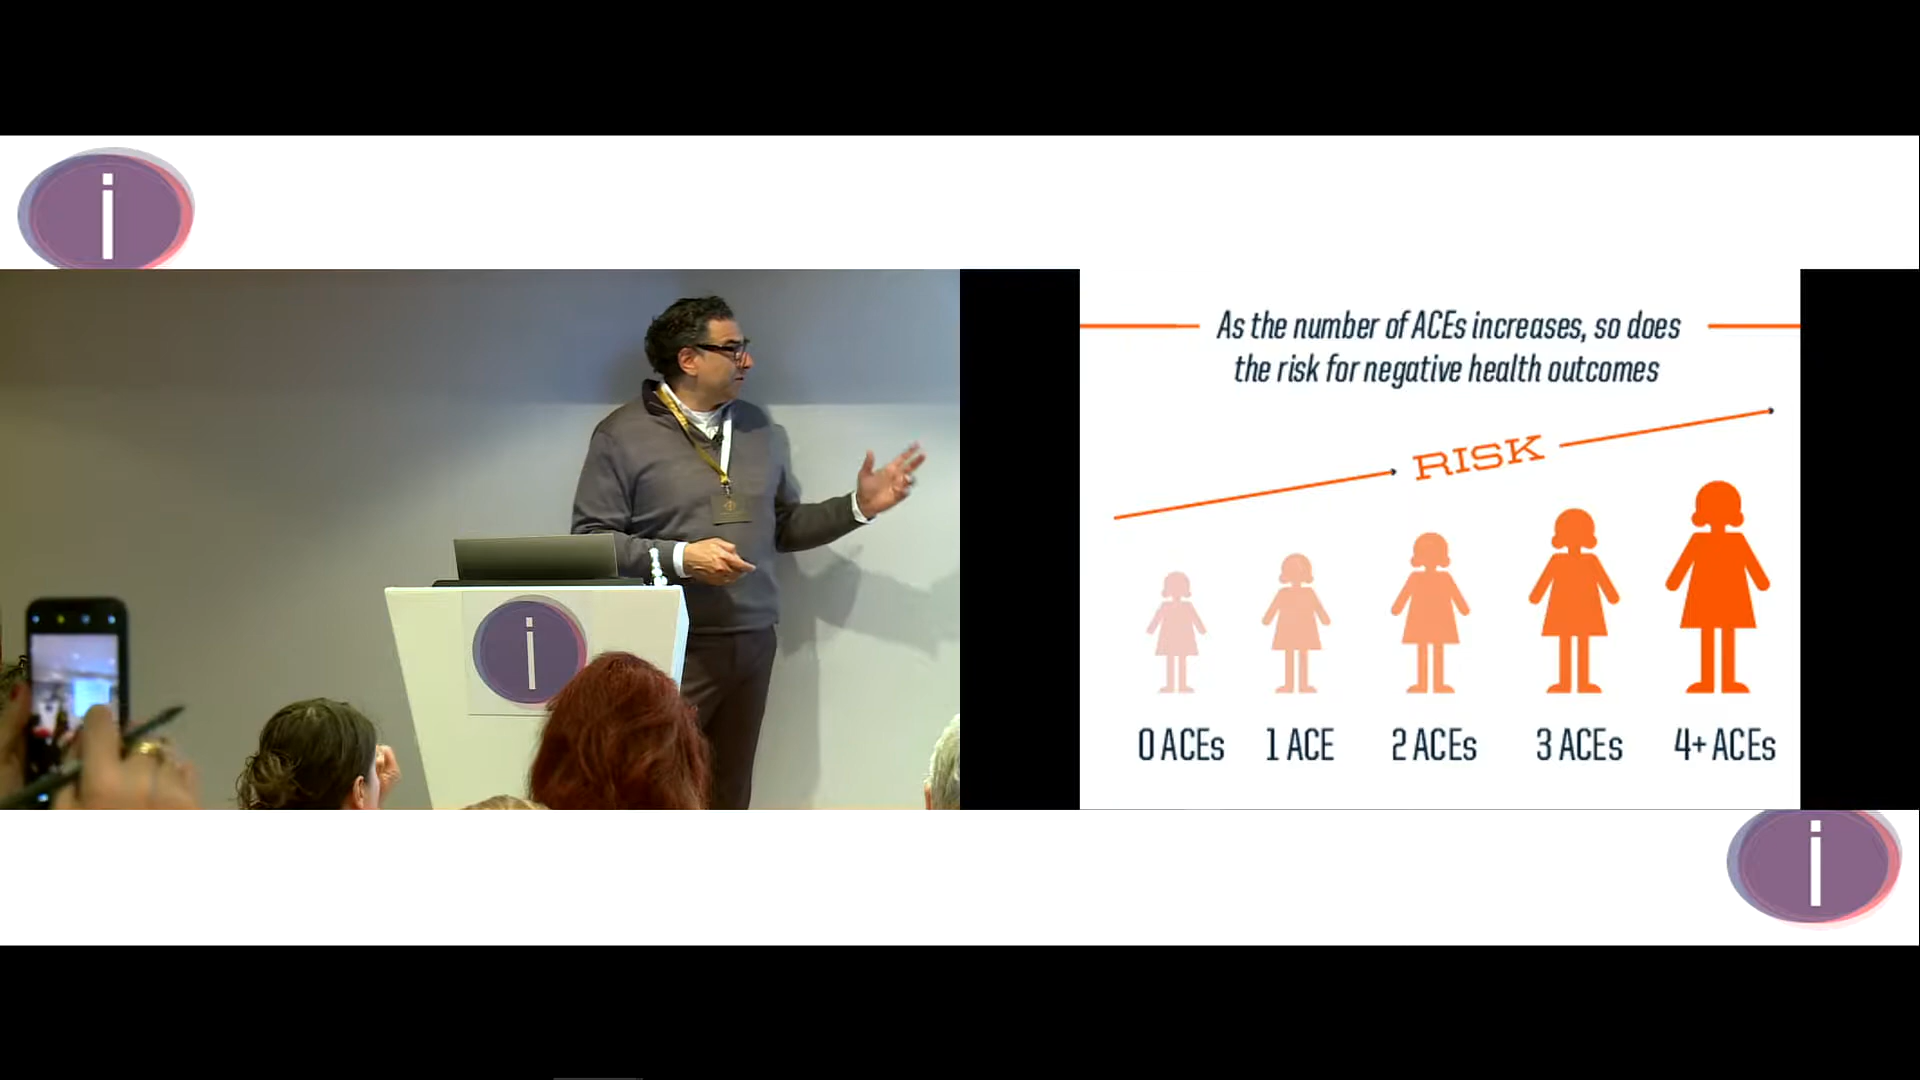 i
As the number of ACEs increases, so does
the risk for negative health outcomes
RISK
0 ACEs
1 ACE
2 ACEs
3 ACEs
4+ ACEs
i
i